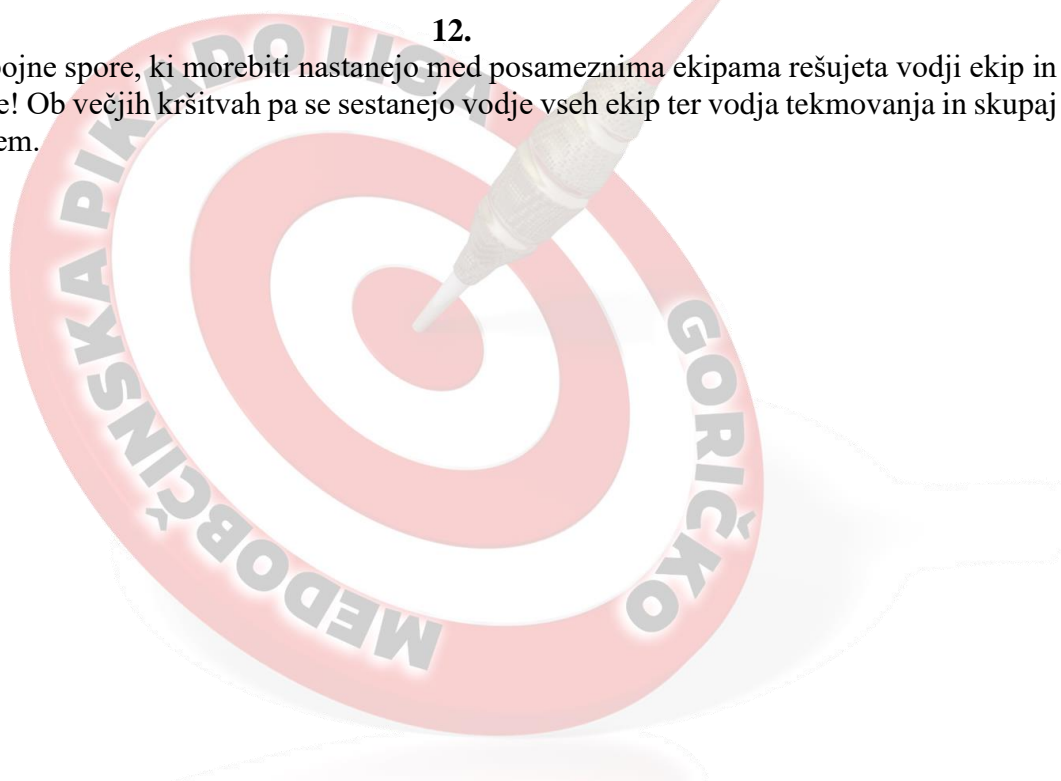 12.
ojne spore, ki morebiti nastanejo med posameznima ekipama rešujeta vodji ekip in
e! Ob večjih kršitvah pa se sestanejo vodje vseh ekip ter vodja tekmovanja in skupaj
em.
MEDOBČINSKA PIKADO LIGA
GORIČKO